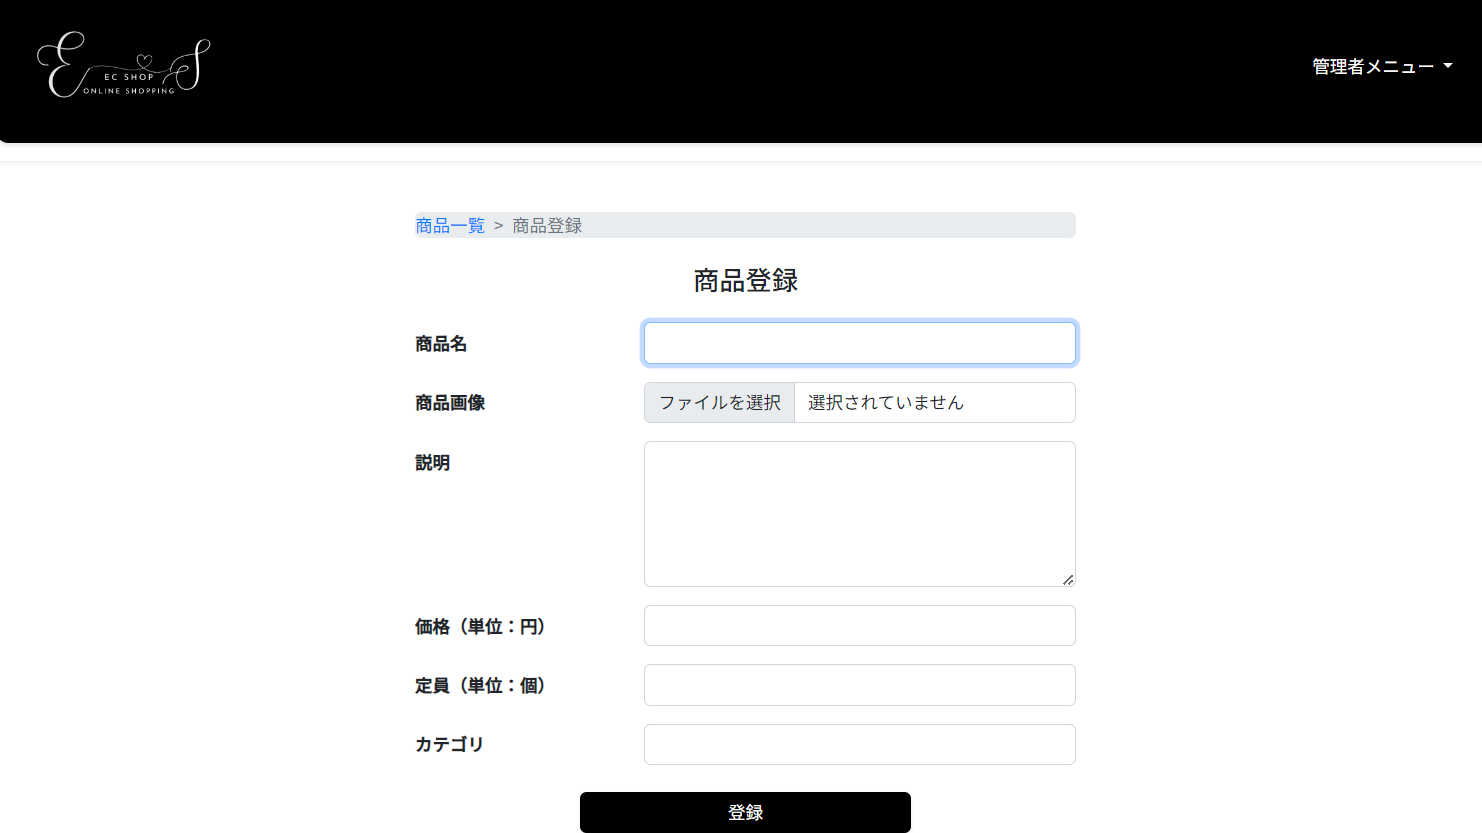 EC SHOP
ONLINE SHOPPING
管理者メニュー
商品一覧 > 商品登録
商品登録
商品名
商品画像
ファイルを選択 選択されていません
説明
価格（単位：円）
定員（単位：個）
カテゴリ
登録